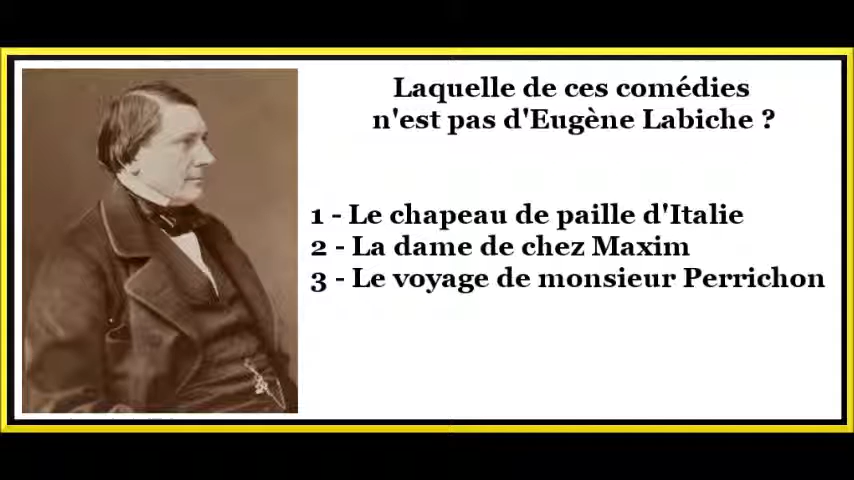 Laquelle de ces comédies
n'est pas d'Eugène Labiche ?
1 - Le chapeau de paille d'Italie
2 - La dame de chez Maxim
3 - Le voyage de monsieur Perrichon